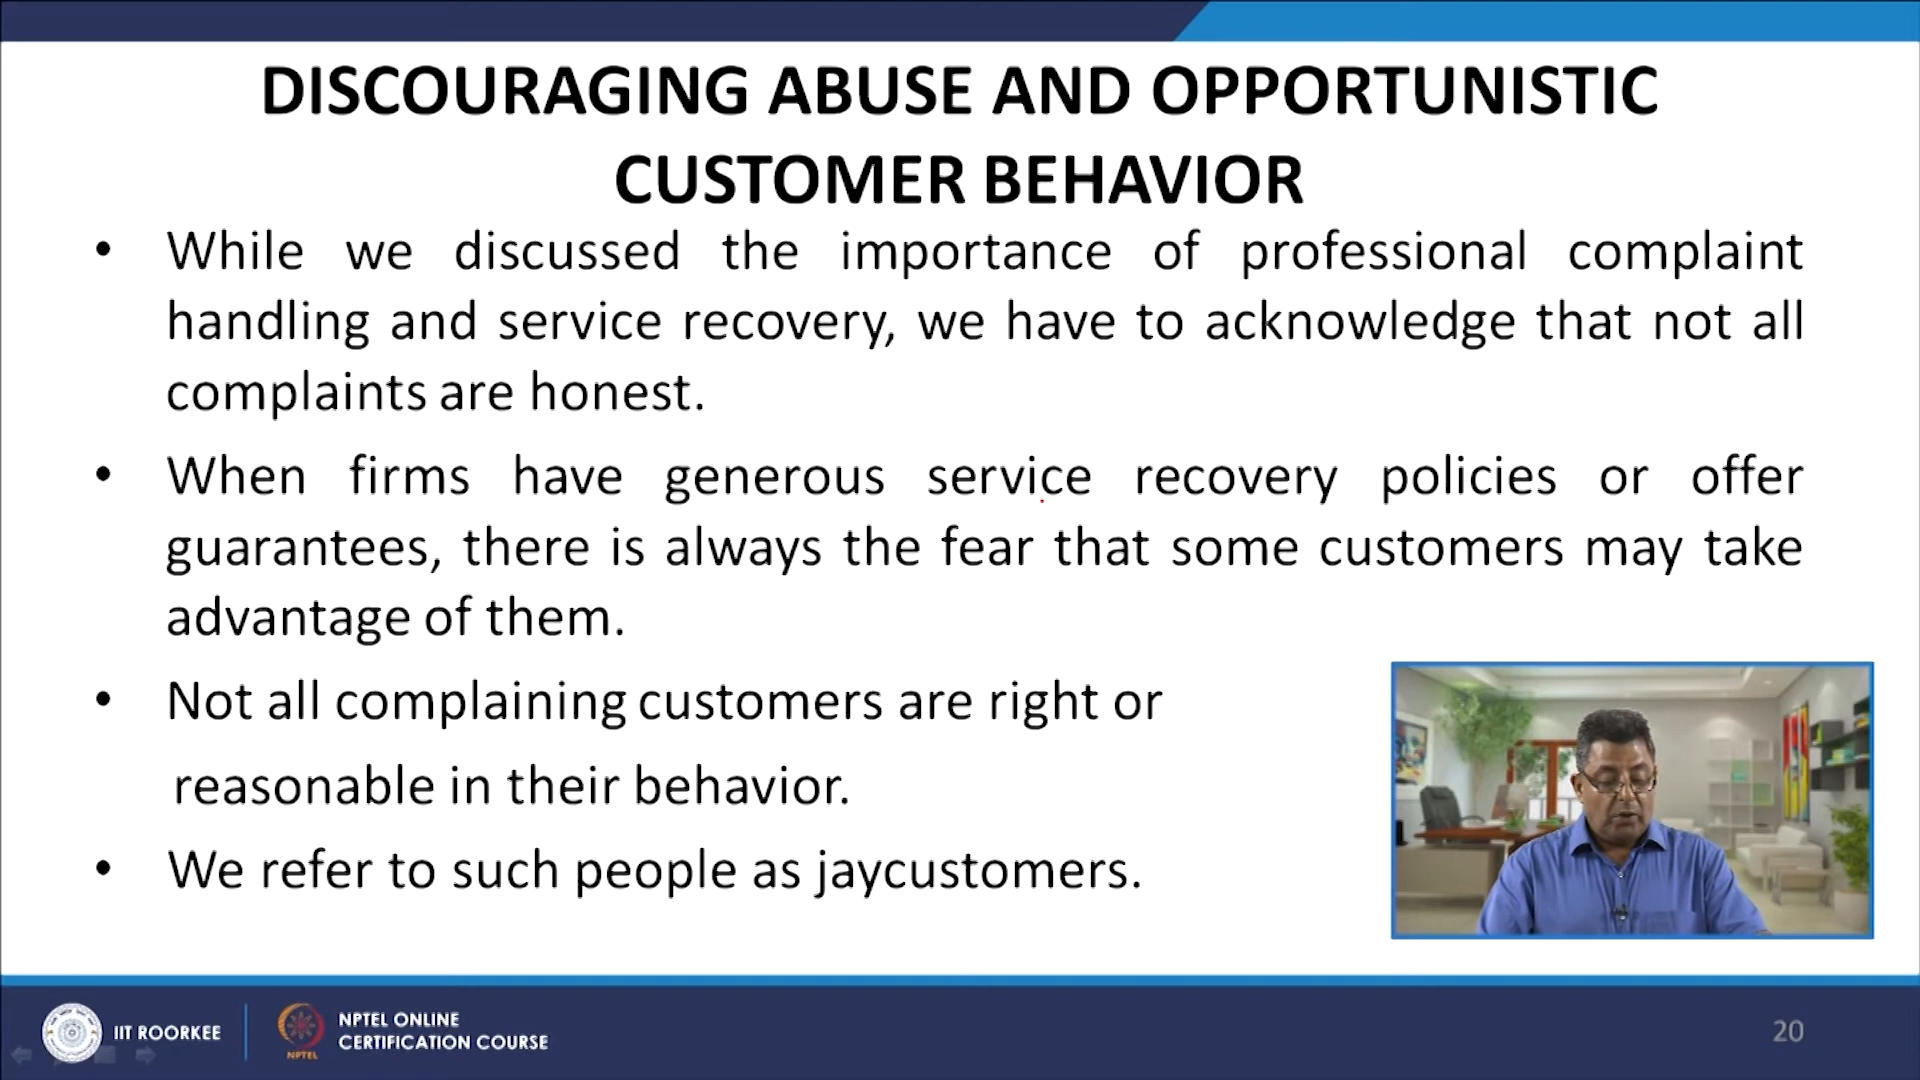 DISCOURAGING ABUSE AND OPPORTUNISTIC
CUSTOMER BEHAVIOR
• While we discussed the importance of professional complaint
handling and service recovery, we have to acknowledge that not all
complaints are honest.
• When firms have generous service recovery policies or offer
guarantees, there is always the fear that some customers may take
advantage of them.
• Not all complaining customers are right or
reasonable in their behavior.
• We refer to such people as jaycustomers.
IIT ROORKEE
NPTEL
NPTEL ONLINE
CERTIFICATION COURSE
20